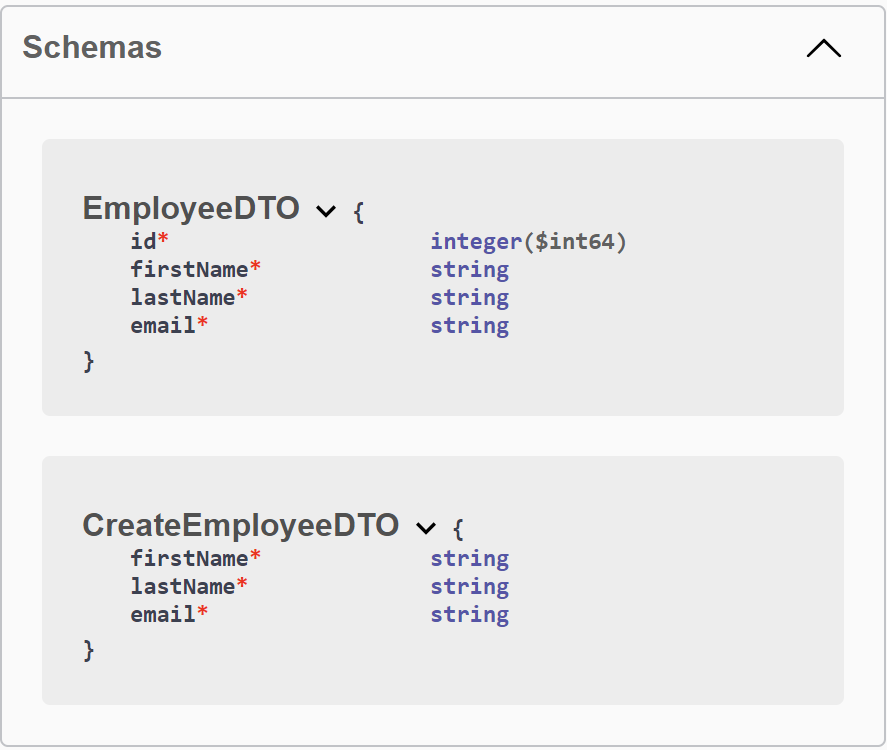 Schemas
EmployeeDTO {
id* integer($int64)
firstName* string
lastName* string
email* string
}
CreateEmployeeDTO {
firstName* string
lastName* string
email* string
}